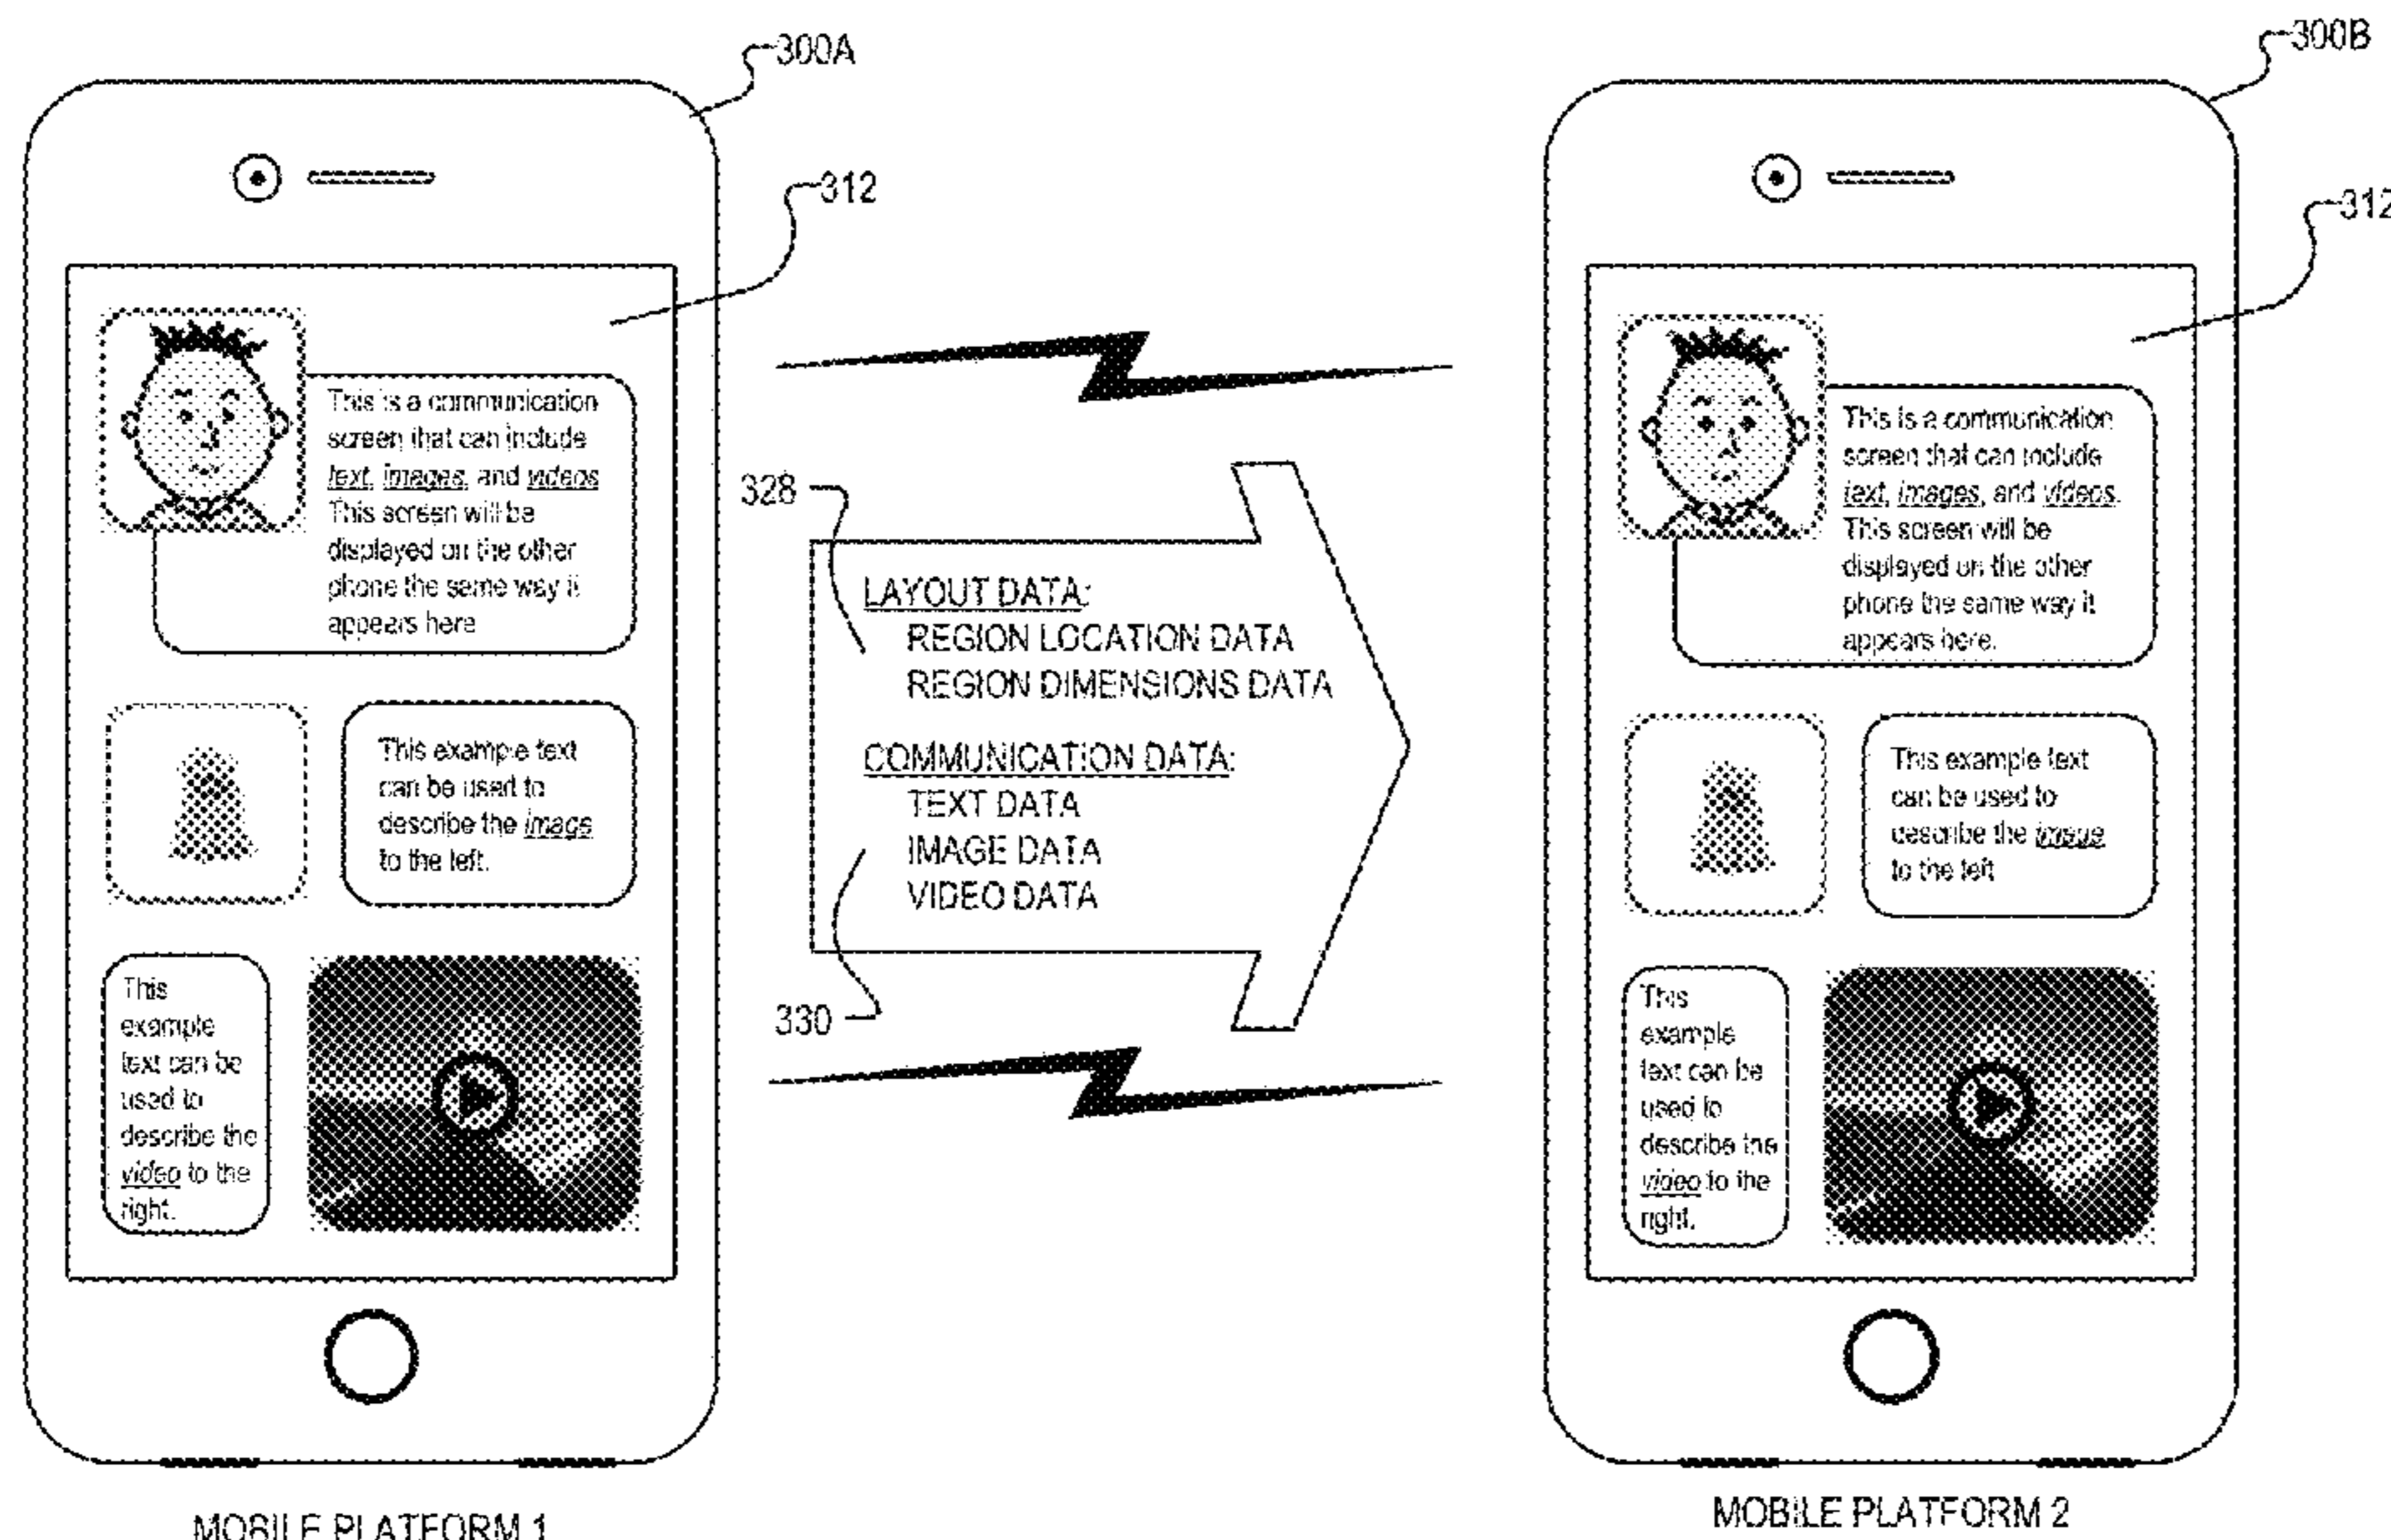 300A
312
This is a communication
screen that can include
text, images, and videos
This screen will be
displayed on the other
phone the same way it
appears here
This example text
can be used to
describe the image
to the left.
This
example
text can be
used to
describe the
video to the
right.
MOBILE PLATFORM 1
328
LAYOUT DATA:
REGION LOCATION DATA
REGION DIMENSIONS DATA
COMMUNICATION DATA:
TEXT DATA
IMAGE DATA
VIDEO DATA
330
300B
312
This is a communication
screen that can include
text, images, and videos.
This screen will be
displayed on the other
phone the same way it
appears here.
This example text
can be used to
describe the image
to the left
This
example
text can be
used to
describe the
video to the
right.
MOBILE PLATFORM 2